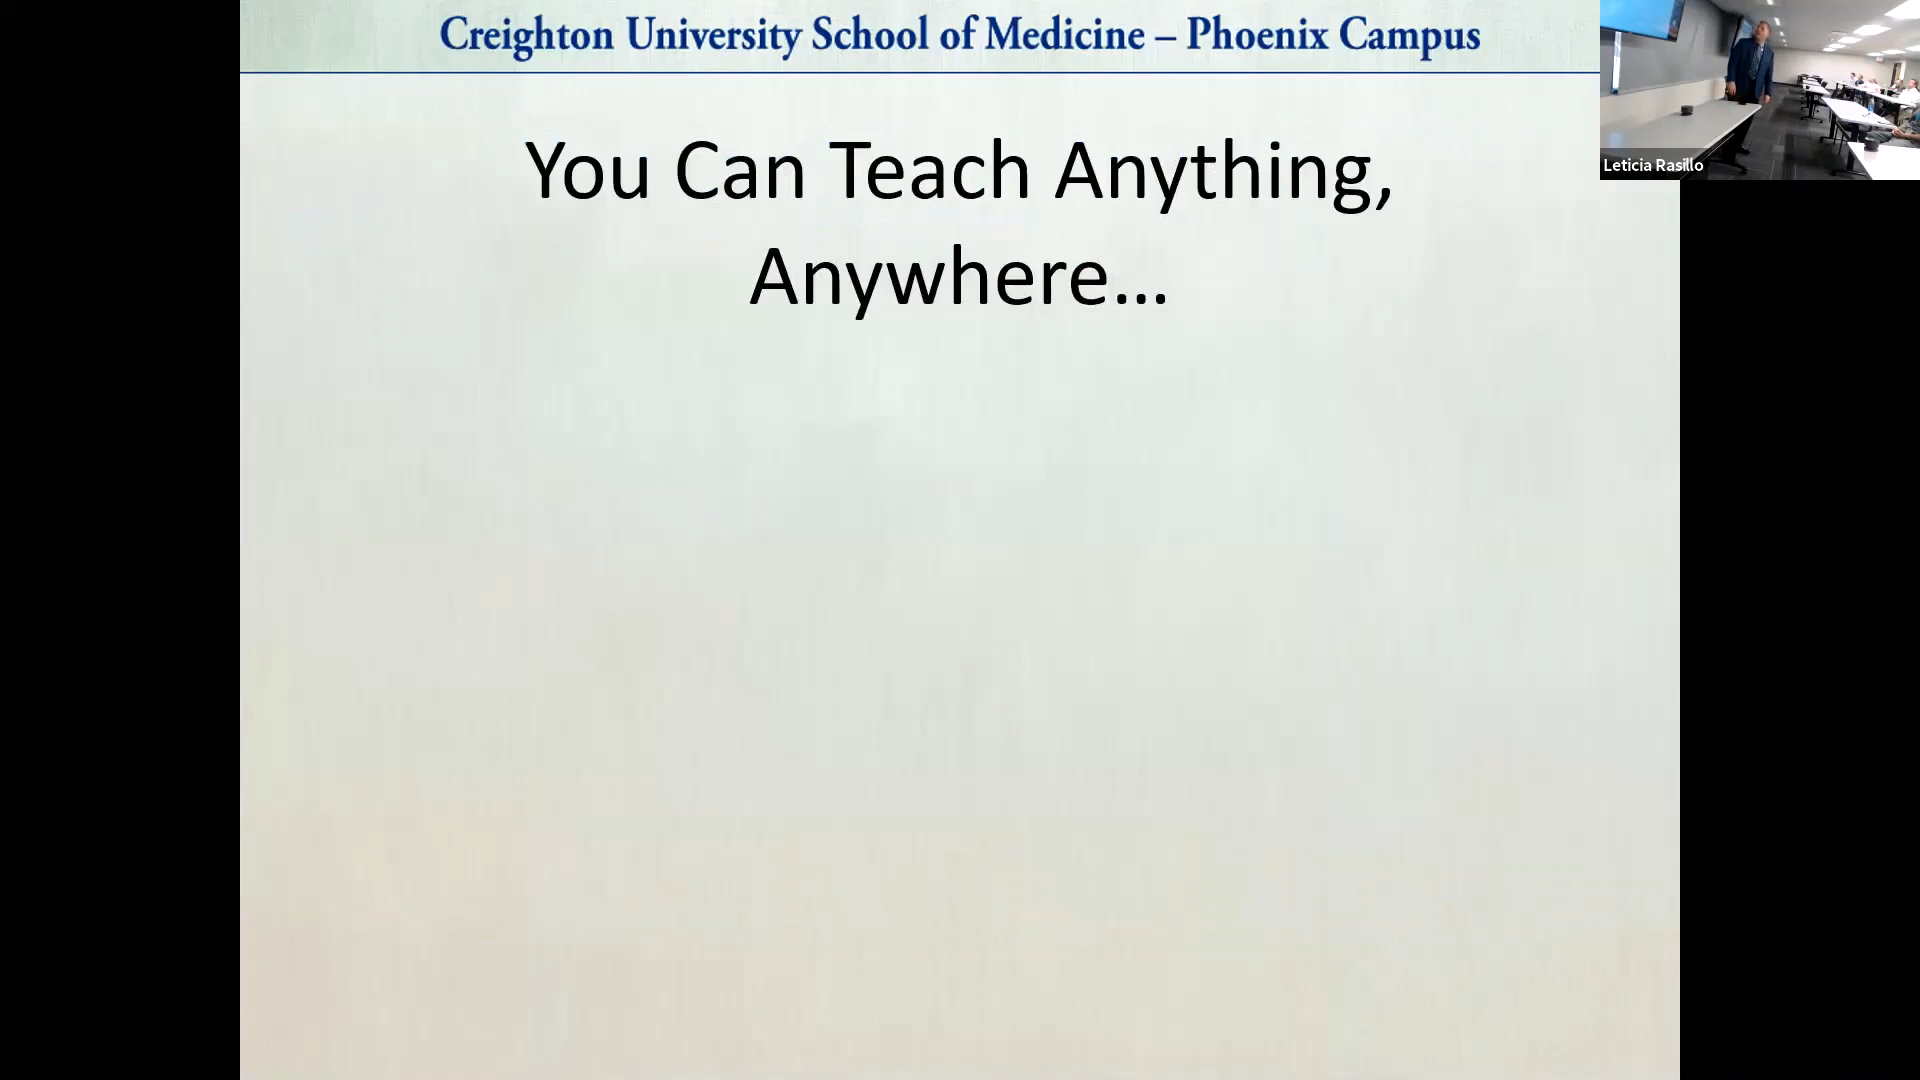 Creighton University School of Medicine – Phoenix Campus
You Can Teach Anything,
Anywhere...
Leticia Rasillo